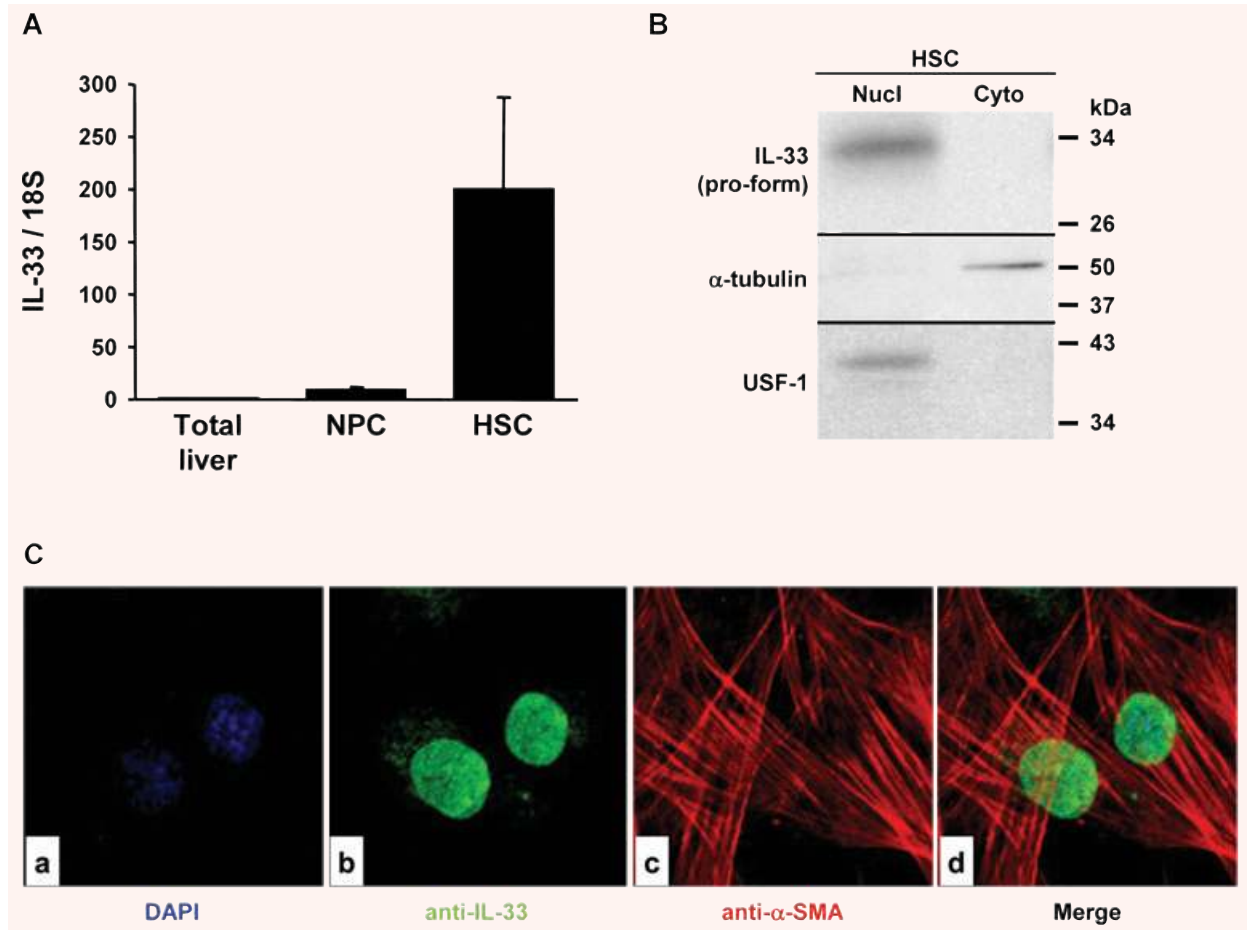 A
IL-33 / 18S
300
250
200
150
100
50
0
Total
liver
NPC
HSC
B
HSC
Nucl
Cyto
kDa
IL-33
(pro-form)
34
26
α-tubulin
50
37
USF-1
43
34
C
a
b
c
d
DAPI
anti-IL-33
anti-α-SMA
Merge